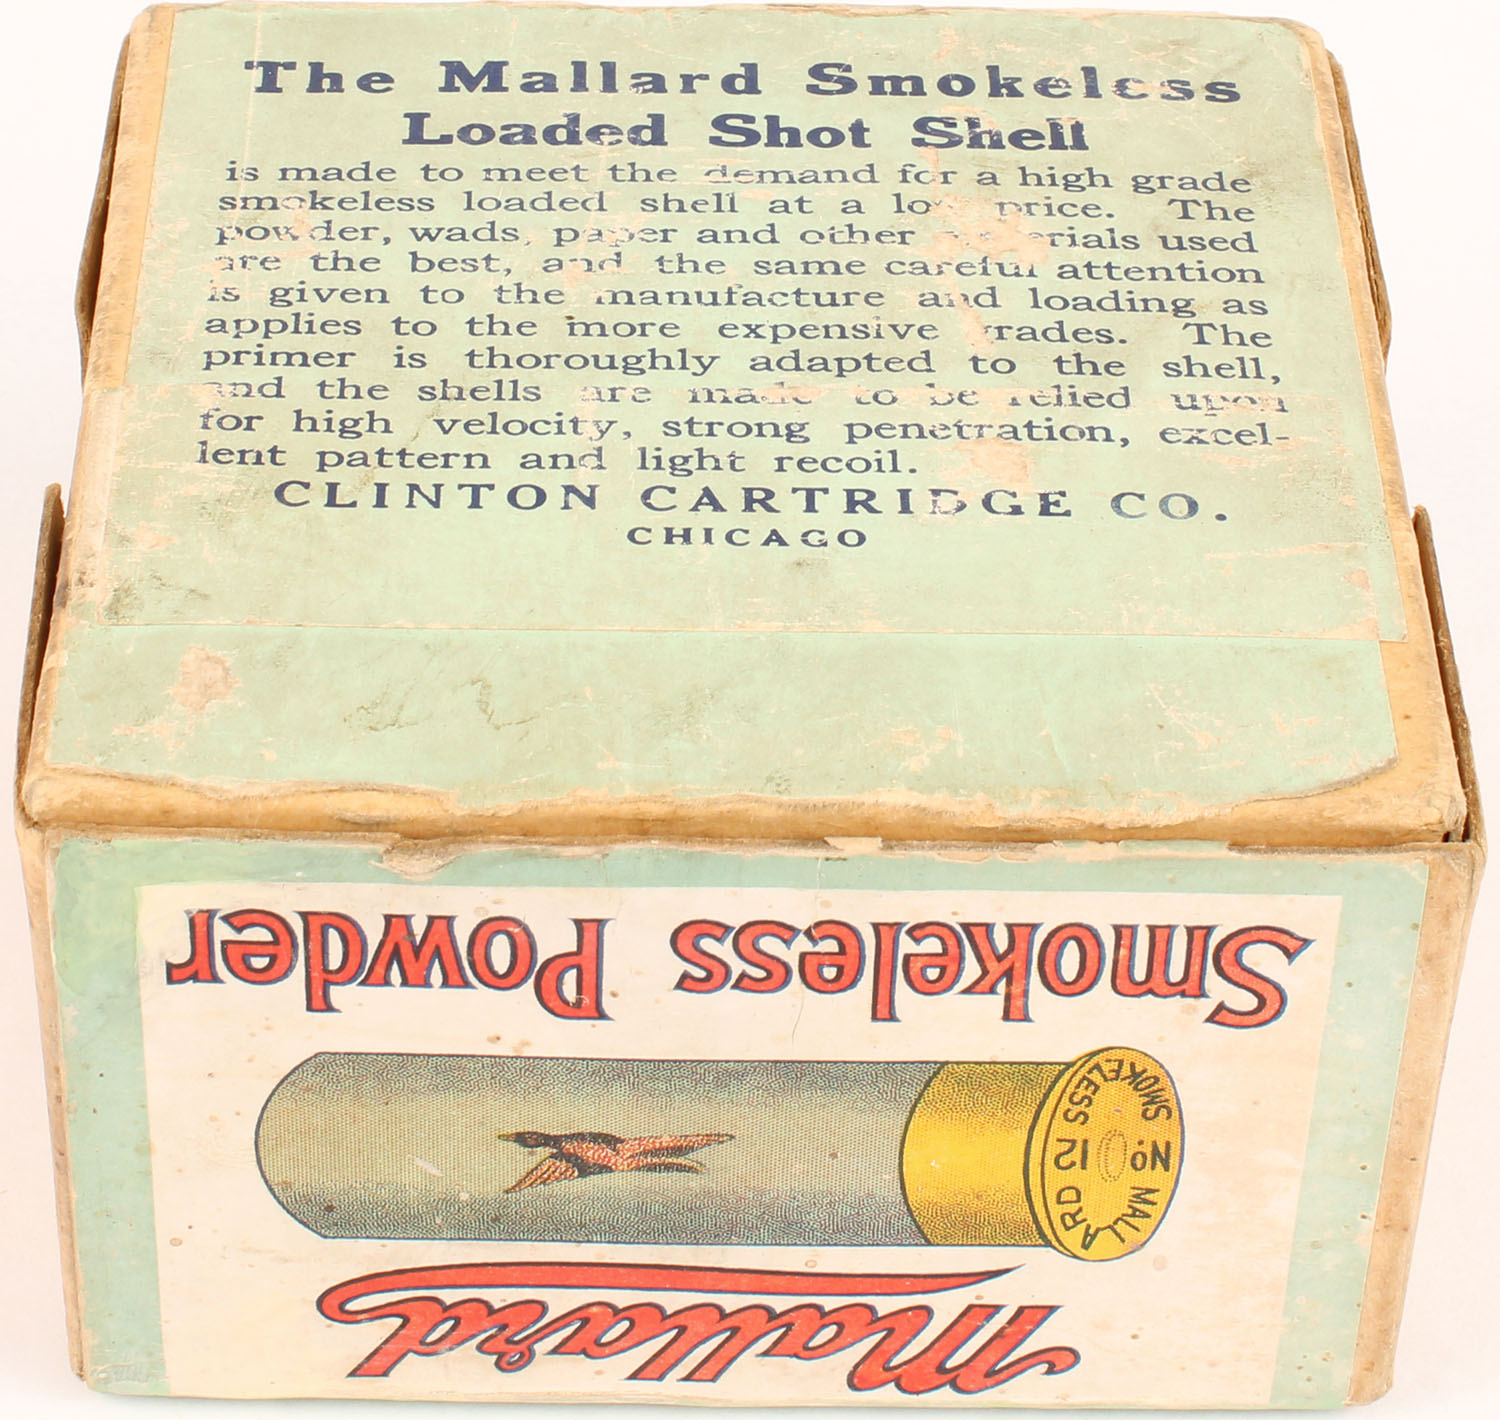 The Mallard Smokeless
Loaded Shot Shell
is made to meet the demand for a high grade
smokeless loaded shell at a low price. The
powder, wads, paper and other materials used
are the best, and the same careful attention
is given to the manufacture and loading as
applies to the more expensive grades. The
primer is thoroughly adapted to the shell,
and the shells are made to be relied upon
for high velocity, strong penetration, excel-
lent pattern and light recoil.
CLINTON CARTRIDGE CO.
CHICAGO
Mallard
No. 12
MALLARD SMOKELESS
Smokeless Powder